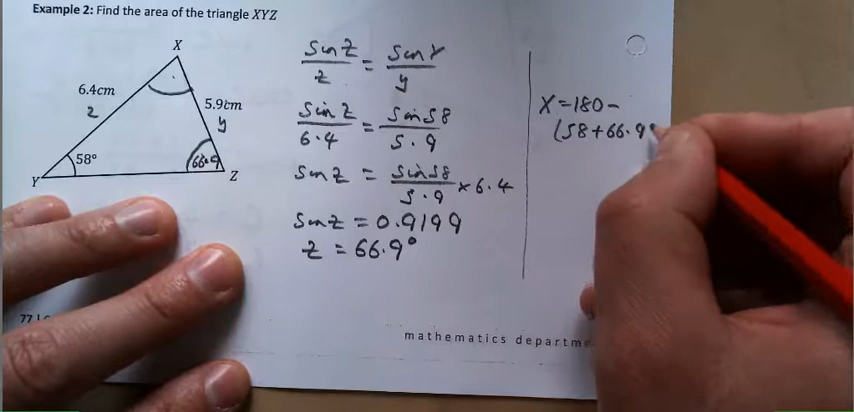 Example 2: Find the area of the triangle XYZ
X
6.4cm
z
5.9cm
y
58°
66.9
Y
Z
Sin Z / z = Sin Y / y
Sin Z / 6.4 = Sin 58 / 5.9
Sin Z = Sin 58 / 5.9 × 6.4
Sin Z = 0.9199
Z = 66.9°
X = 180 -
(58 + 66.9°
mathematics departme